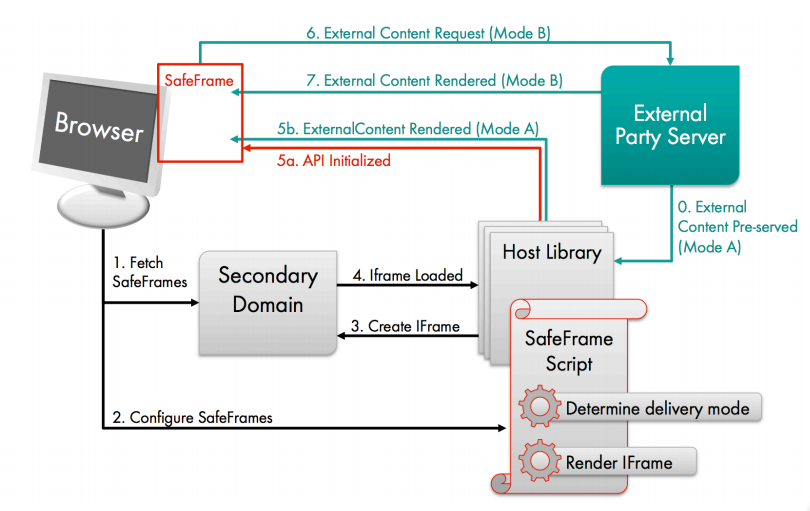 6. External Content Request (Mode B)
SafeFrame
7. External Content Rendered (Mode B)
Browser
External
Party Server
5b. ExternalContent Rendered (Mode A)
5a. API Initialized
0. External
Content Pre-served
(Mode A)
1. Fetch
SafeFrames
Secondary
Domain
4. Iframe Loaded
Host Library
3. Create IFrame
SafeFrame
Script
2. Configure SafeFrames
Determine delivery mode
Render IFrame